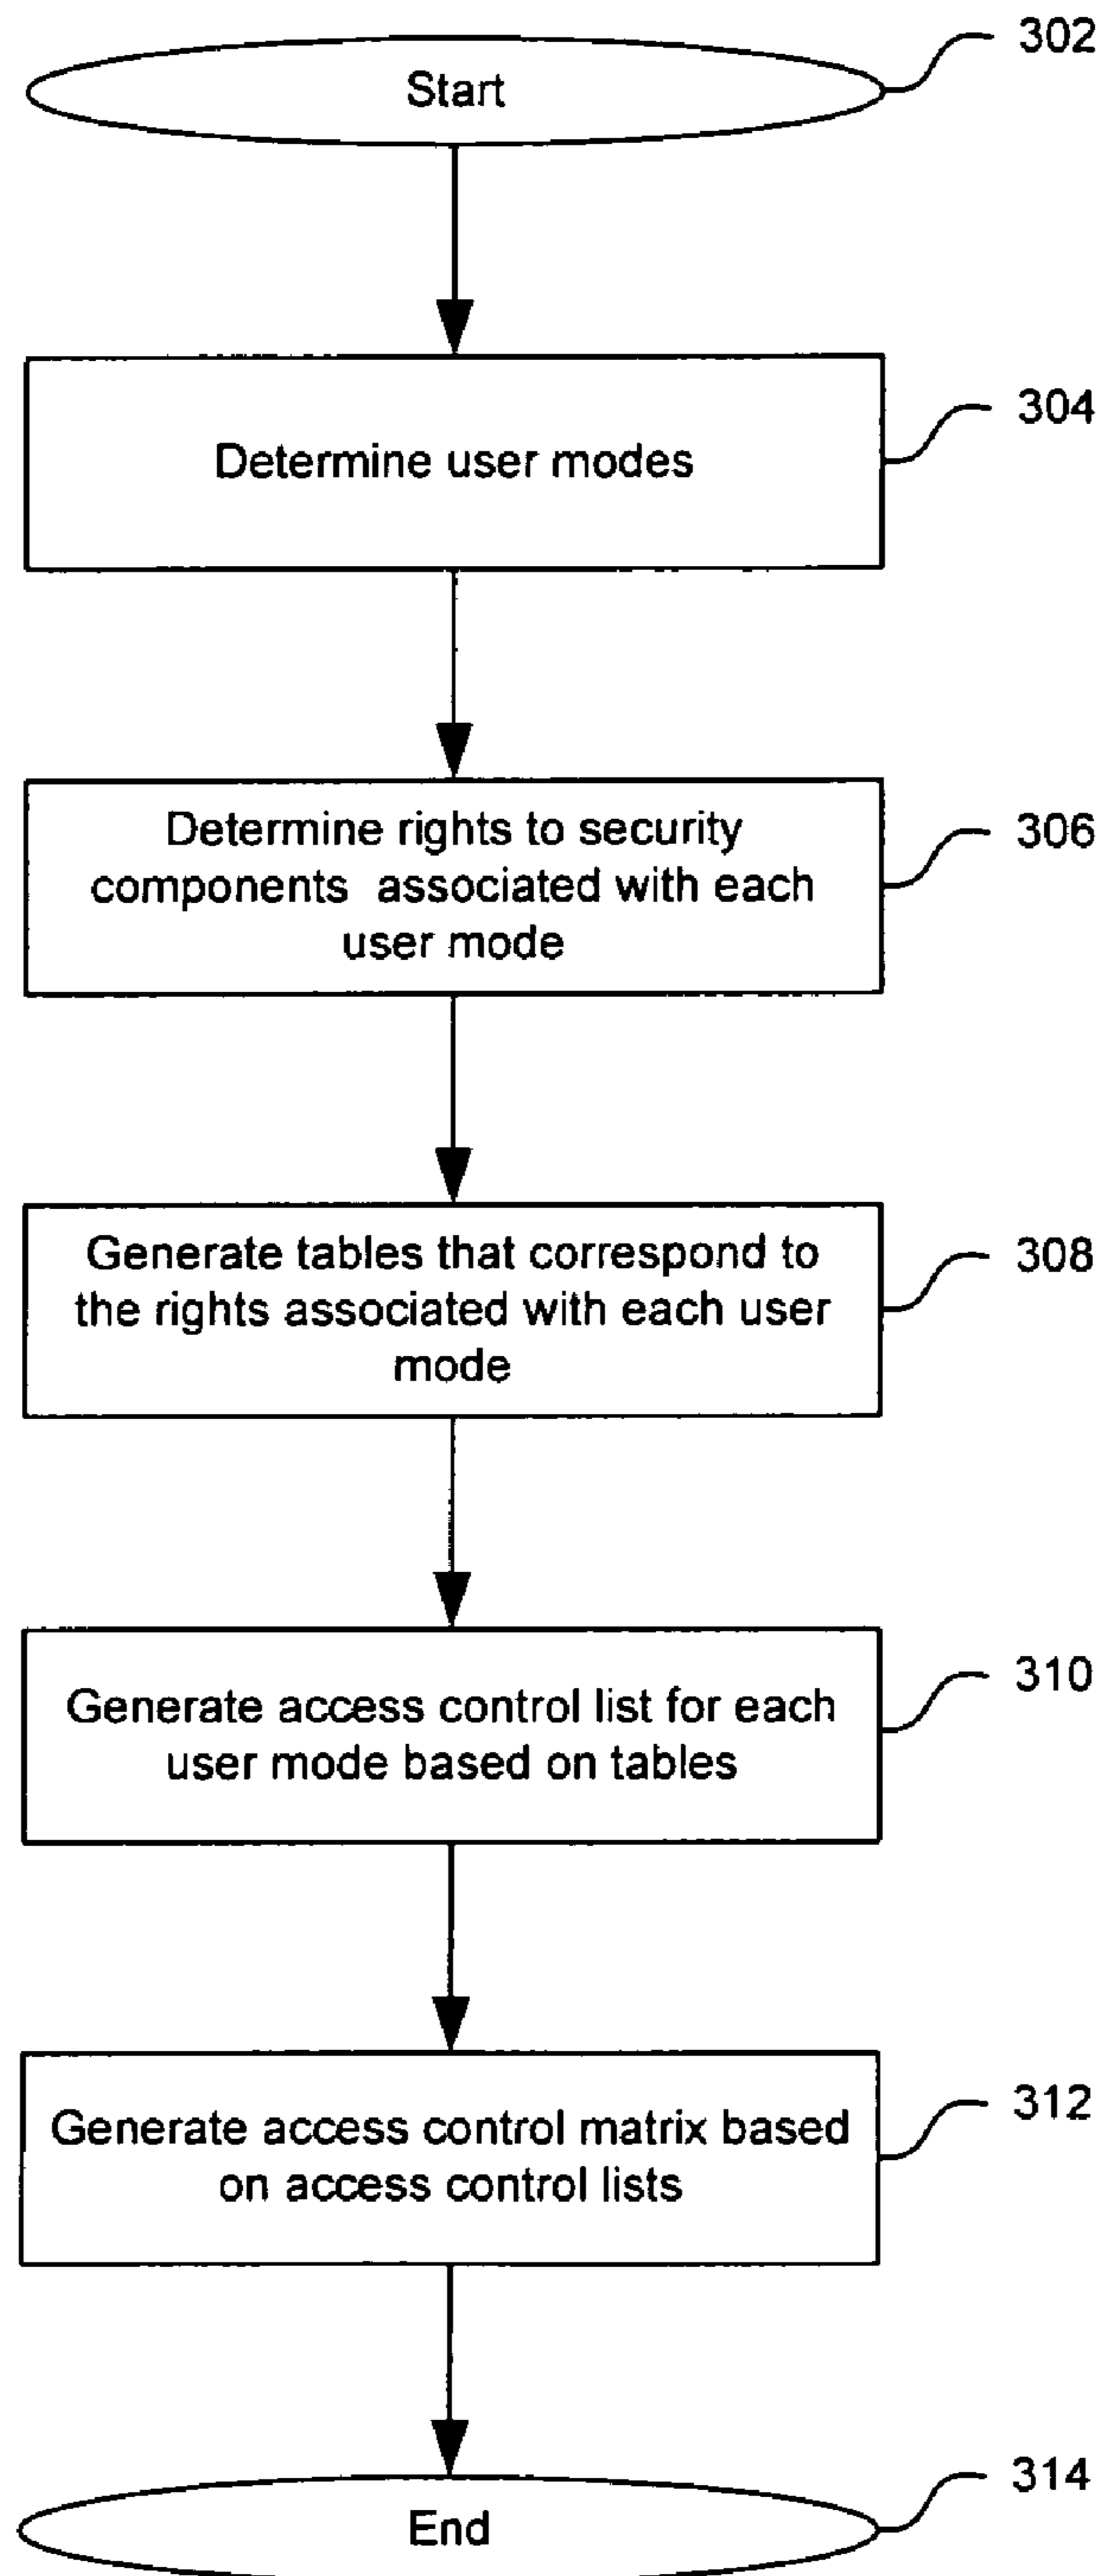 302
Start
304
Determine user modes
306
Determine rights to security
components associated with each
user mode
308
Generate tables that correspond to
the rights associated with each user
mode
310
Generate access control list for each
user mode based on tables
312
Generate access control matrix based
on access control lists
314
End